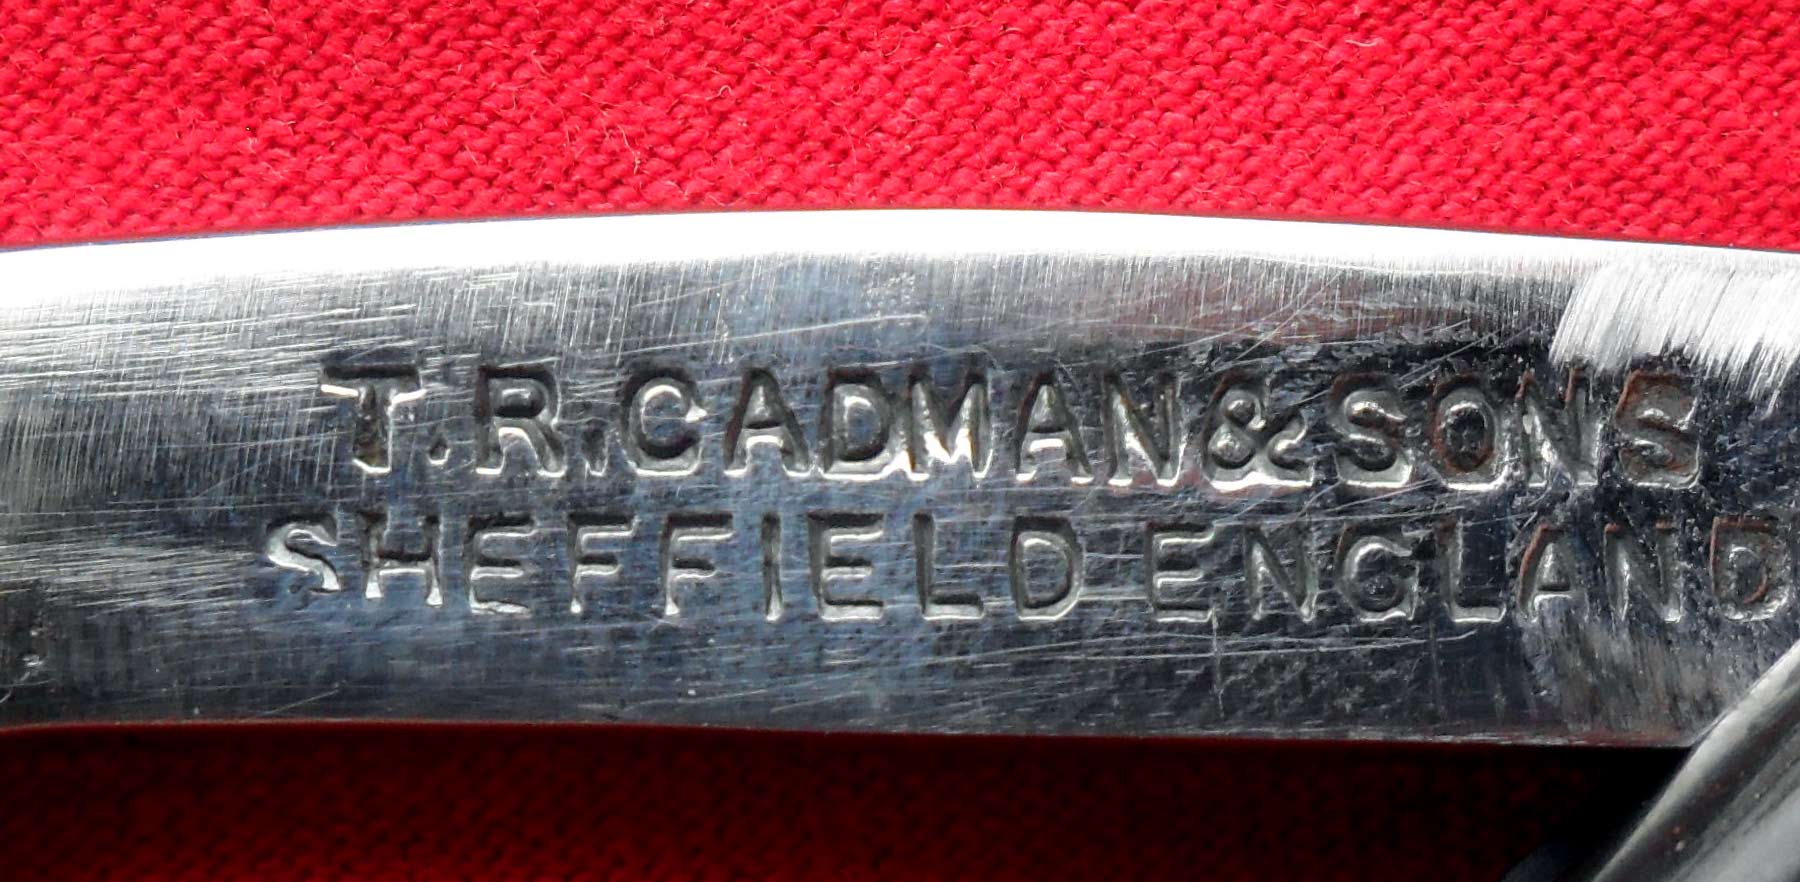 T.R.CADMAN & SONS
SHEFFIELD ENGLAND